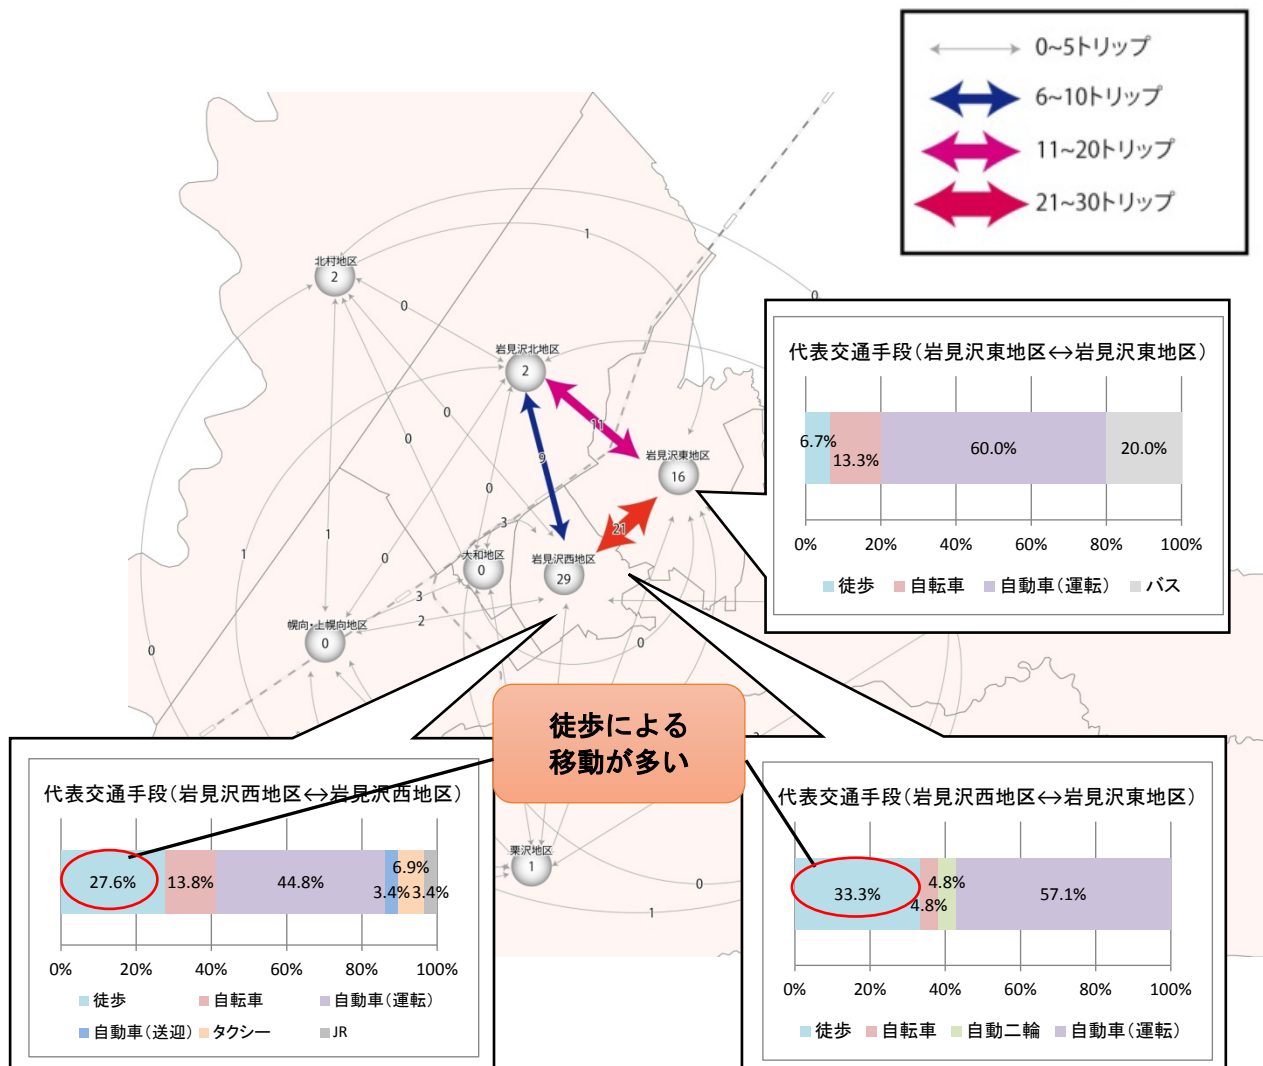 0~5トリップ
6~10トリップ
11~20トリップ
21~30トリップ
1
北村地区
2
0
0
岩見沢北地区
2
11
0
0
9
岩見沢東地区
16
0
3
21
1
1
0
大和地区
0
岩見沢西地区
29
3
2
幌向・上幌向地区
0
0
0
代表交通手段(岩見沢東地区↔岩見沢東地区)
6.7%
13.3%
60.0%
20.0%
0% 20% 40% 60% 80% 100%
徒歩 自転車 自動車(運転) バス
徒歩による
移動が多い
代表交通手段(岩見沢西地区↔岩見沢西地区)
27.6%
13.8%
44.8%
3.4%
6.9%
3.4%
0% 20% 40% 60% 80% 100%
徒歩 自転車 自動車(運転)
自動車(送迎) タクシー JR
栗沢地区
1
0
1
代表交通手段(岩見沢西地区↔岩見沢東地区)
33.3%
4.8%
4.8%
57.1%
0% 20% 40% 60% 80% 100%
徒歩 自転車 自動二輪 自動車(運転)